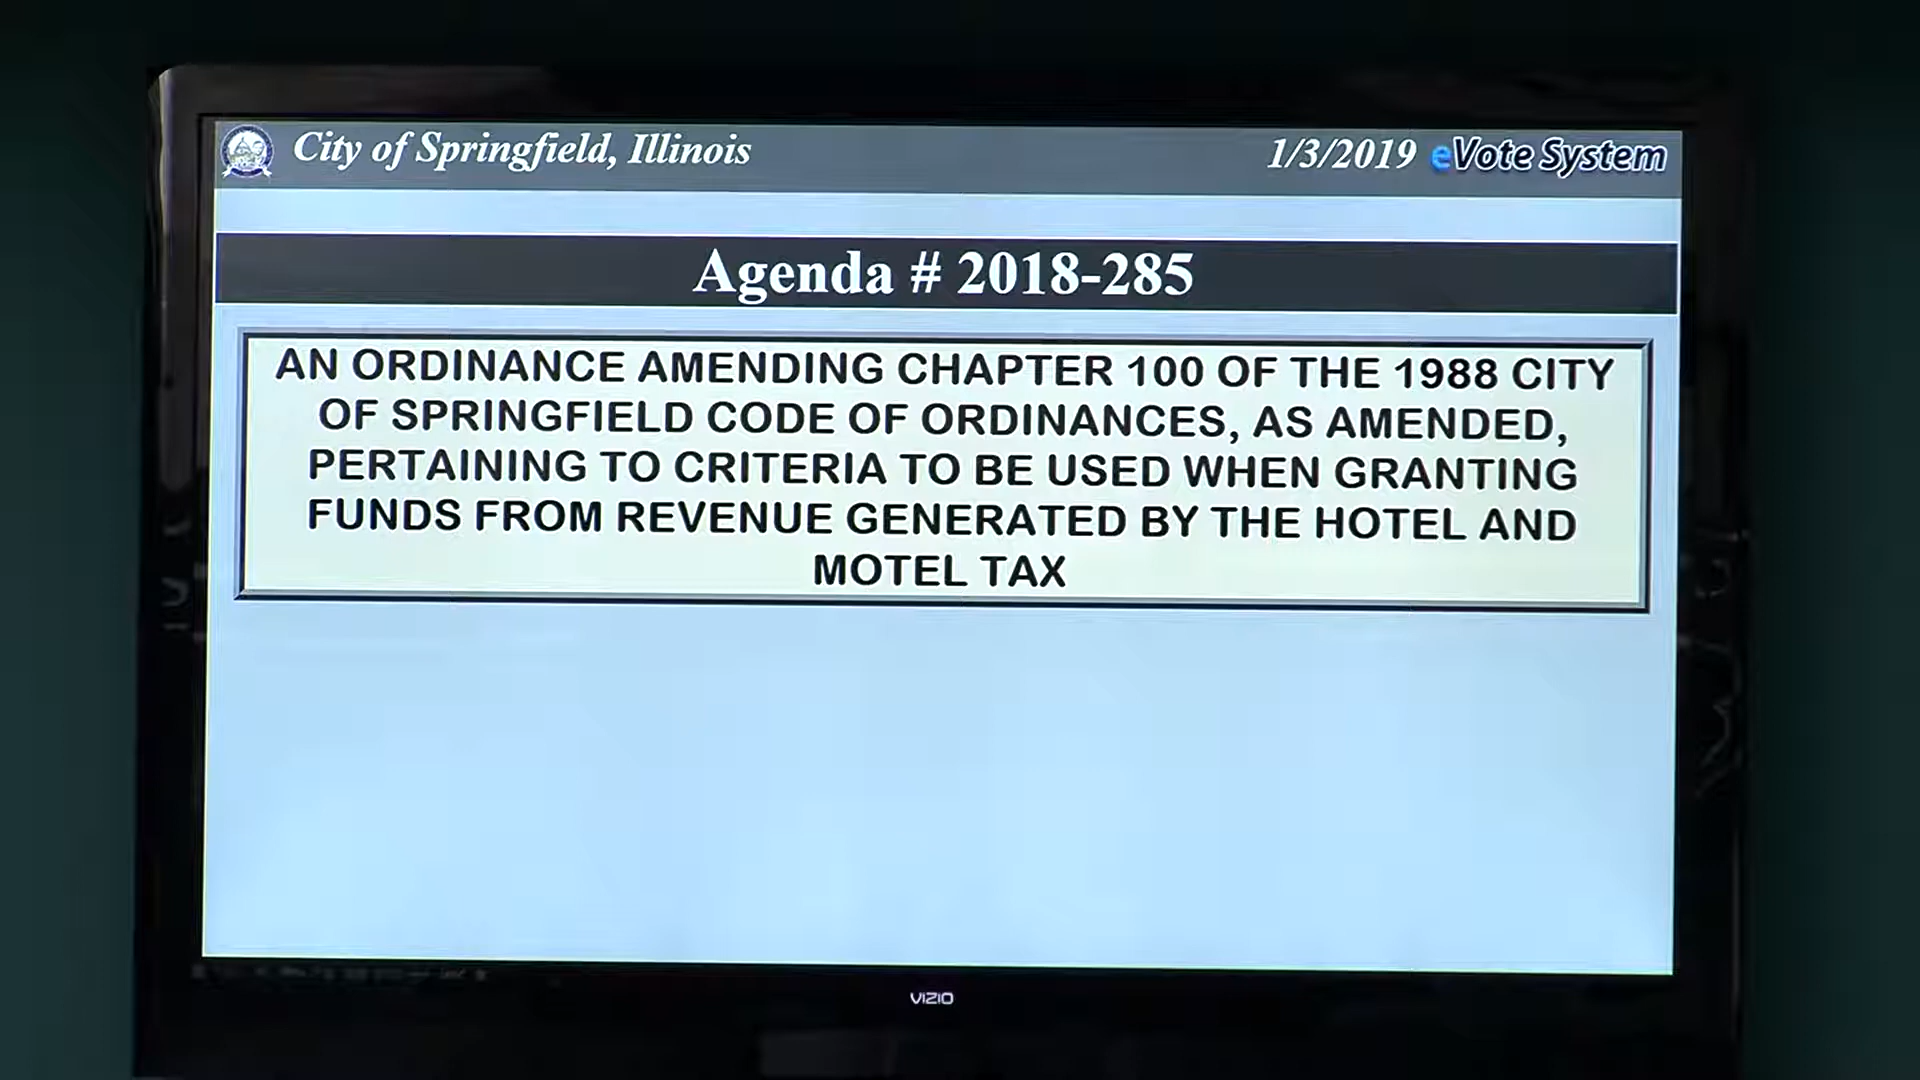 City of Springfield, Illinois
1/3/2019 eVote System
Agenda # 2018-285
AN ORDINANCE AMENDING CHAPTER 100 OF THE 1988 CITY
OF SPRINGFIELD CODE OF ORDINANCES, AS AMENDED,
PERTAINING TO CRITERIA TO BE USED WHEN GRANTING
FUNDS FROM REVENUE GENERATED BY THE HOTEL AND
MOTEL TAX
VIZIO